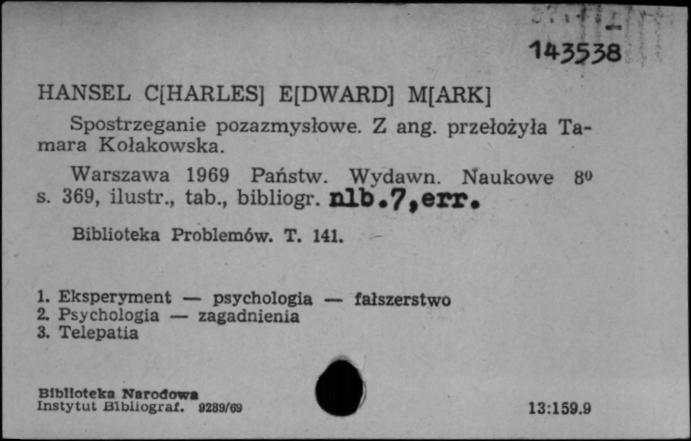 143538
HANSEL C[HARLES] E[DWARD] M[ARK]
Spostrzeganie pozazmysłowe. Z ang. przełożyła Ta-
mara Kołakowska.
Warszawa 1969 Państw. Wydawn. Naukowe 8⁰
s. 369, ilustr., tab., bibliogr. nlb.7,err.
Biblioteka Problemów. T. 141.
1. Eksperyment — psychologia — fałszerstwo
2. Psychologia — zagadnienia
3. Telepatia
Biblioteka Narodowa
Instytut Bibliograf. 9289/69
13:159.9